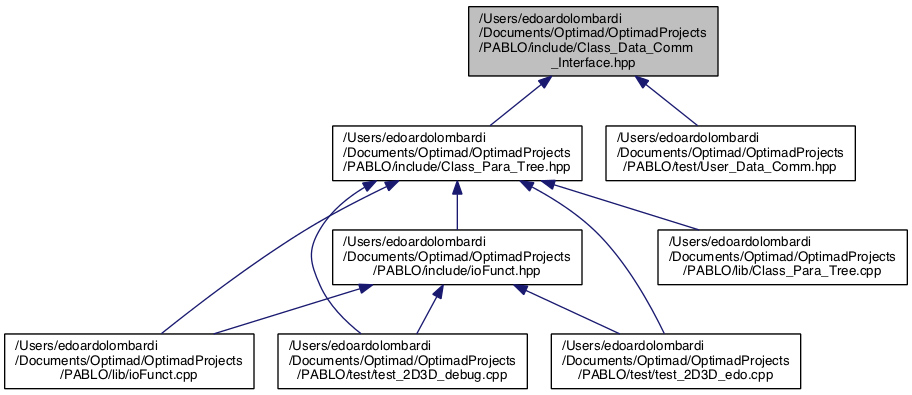 /Users/edoardolombardi
/Documents/Optimad/OptimadProjects
/PABLO/include/Class_Data_Comm
_Interface.hpp
/Users/edoardolombardi
/Documents/Optimad/OptimadProjects
/PABLO/include/Class_Para_Tree.hpp
/Users/edoardolombardi
/Documents/Optimad/OptimadProjects
/PABLO/test/User_Data_Comm.hpp
/Users/edoardolombardi
/Documents/Optimad/OptimadProjects
/PABLO/include/ioFunct.hpp
/Users/edoardolombardi
/Documents/Optimad/OptimadProjects
/PABLO/lib/Class_Para_Tree.cpp
/Users/edoardolombardi
/Documents/Optimad/OptimadProjects
/PABLO/lib/ioFunct.cpp
/Users/edoardolombardi
/Documents/Optimad/OptimadProjects
/PABLO/test/test_2D3D_debug.cpp
/Users/edoardolombardi
/Documents/Optimad/OptimadProjects
/PABLO/test/test_2D3D_edo.cpp